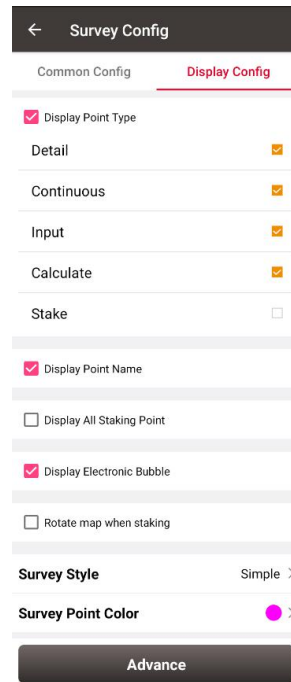 Survey Config
Common Config Display Config
Display Point Type
Detail
Continuous
Input
Calculate
Stake
Display Point Name
Display All Staking Point
Display Electronic Bubble
Rotate map when staking
Survey Style Simple
Survey Point Color
Advance